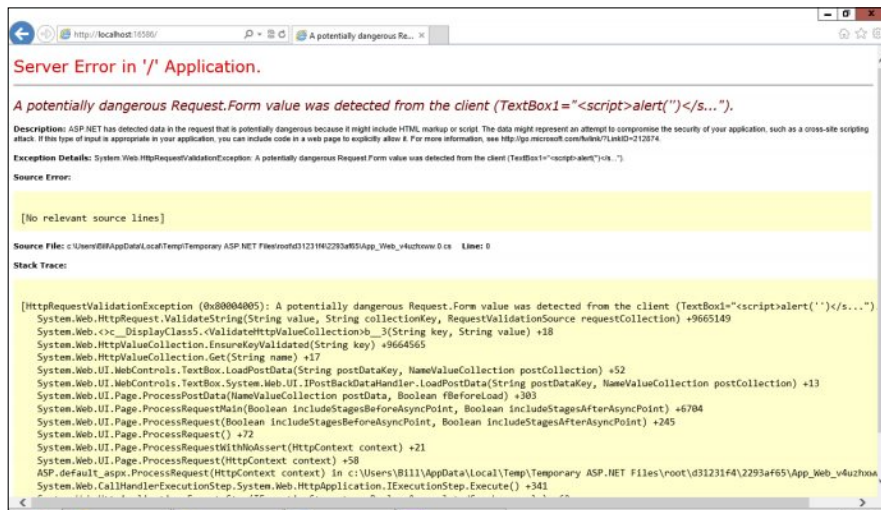 http://localhost:16586/
A potentially dangerous Re...
Server Error in '/' Application.
A potentially dangerous Request.Form value was detected from the client (TextBox1="<script>alert('')</s...").
Description: ASP.NET has detected data in the request that is potentially dangerous because it might include HTML markup or script. The data might represent an attempt to compromise the security of your application, such as a cross-site scripting
attack. If this type of input is appropriate in your application, you can include code in a web page to explicitly allow it. For more information, see http://go.microsoft.com/fwlink/?LinkID=212874.
Exception Details: System.Web.HttpRequestValidationException: A potentially dangerous Request.Form value was detected from the client (TextBox1="<script>alert('')</s...").
Source Error:
[No relevant source lines]
Source File: c:\Users\Bill\AppData\Local\Temp\Temporary ASP.NET Files\root\d31231f4\2293af65\App_Web_v4uzhxww.0.cs Line: 0
Stack Trace:
[HttpRequestValidationException (0x80004005): A potentially dangerous Request.Form value was detected from the client (TextBox1="<script>alert('')</s...")
System.Web.HttpRequest.ValidateString(String value, String collectionKey, RequestValidationSource requestCollection) +9665149
System.Web.<>c__DisplayClass5.<ValidateHttpValueCollection>b__3(String key, String value) +18
System.Web.HttpValueCollection.EnsureKeyValidated(String key) +9664565
System.Web.HttpValueCollection.Get(String name) +17
System.Web.UI.WebControls.TextBox.LoadPostData(String postDataKey, NameValueCollection postCollection) +52
System.Web.UI.WebControls.TextBox.System.Web.UI.IPostBackDataHandler.LoadPostData(String postDataKey, NameValueCollection postCollection) +13
System.Web.UI.Page.ProcessPostData(NameValueCollection postData, Boolean fBeforeLoad) +303
System.Web.UI.Page.ProcessRequestMain(Boolean includeStagesBeforeAsyncPoint, Boolean includeStagesAfterAsyncPoint) +6704
System.Web.UI.Page.ProcessRequest(Boolean includeStagesBeforeAsyncPoint, Boolean includeStagesAfterAsyncPoint) +245
System.Web.UI.Page.ProcessRequest() +72
System.Web.UI.Page.ProcessRequestWithNoAssert(HttpContext context) +21
System.Web.UI.Page.ProcessRequest(HttpContext context) +58
ASP.default_aspx.ProcessRequest(HttpContext context) in c:\Users\Bill\AppData\Local\Temp\Temporary ASP.NET Files\root\d31231f4\2293af65\App_Web_v4uzhxww
System.Web.CallHandlerExecutionStep.System.Web.HttpApplication.IExecutionStep.Execute() +341